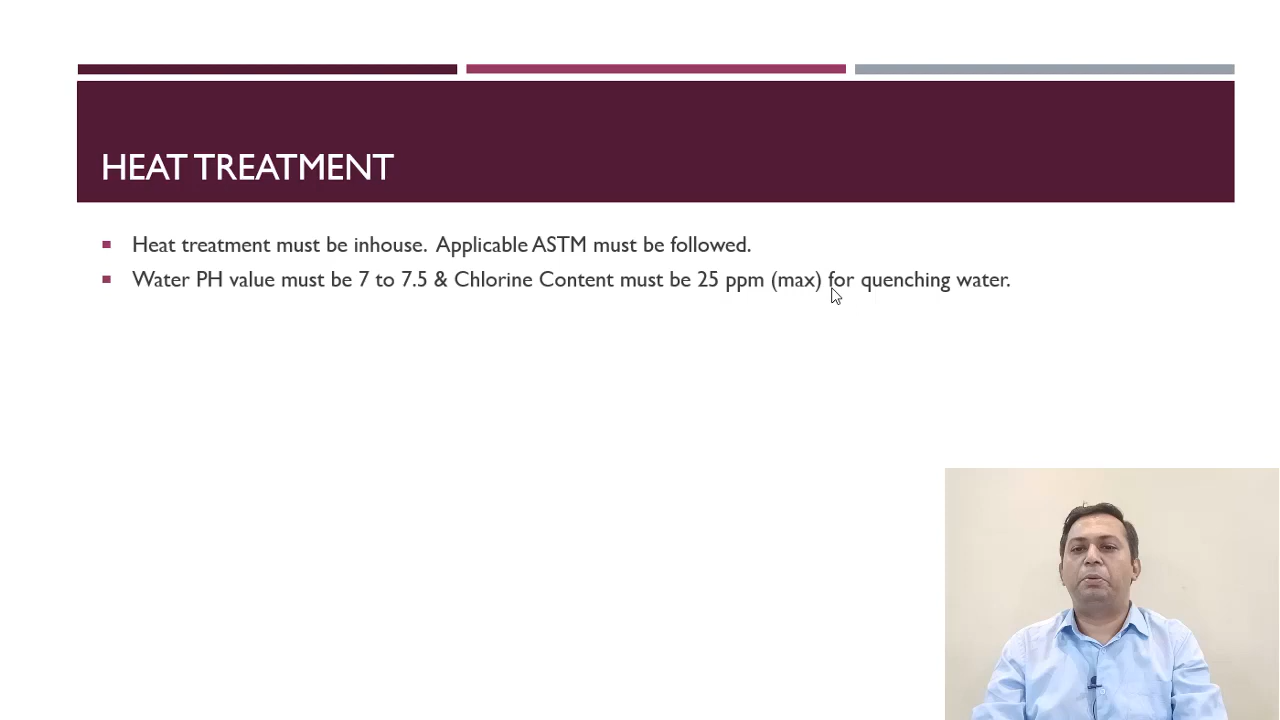 HEAT TREATMENT
Heat treatment must be inhouse. Applicable ASTM must be followed.
Water PH value must be 7 to 7.5 & Chlorine Content must be 25 ppm (max) for quenching water.